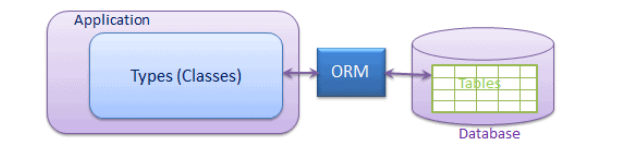 Application
Types (Classes)
ORM
Tables
Database